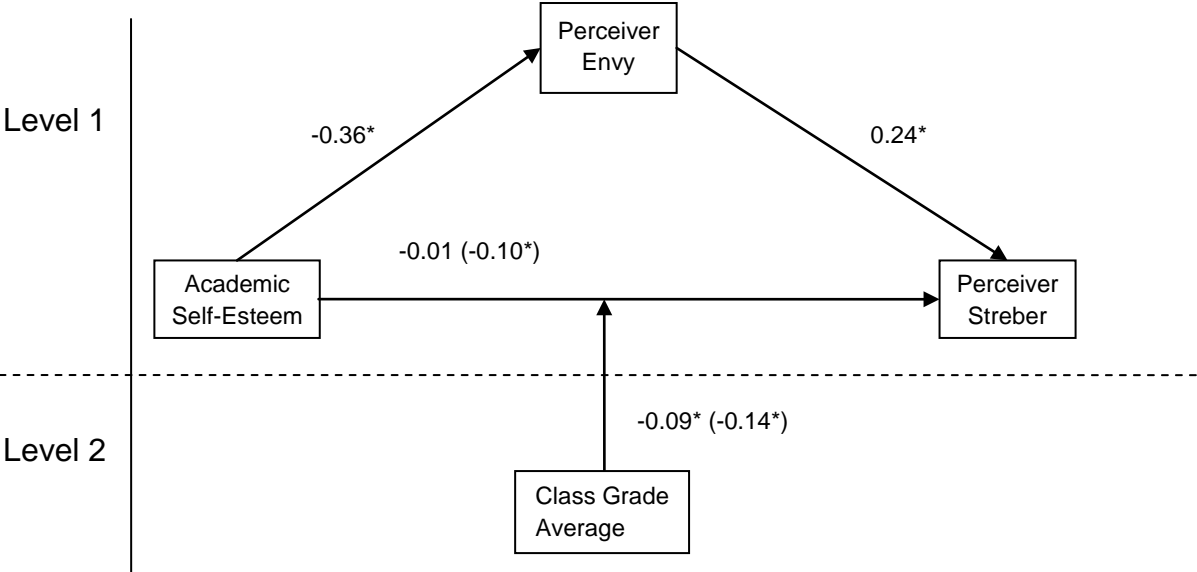 Perceiver
Envy
Level 1
-0.36*
0.24*
-0.01 (-0.10*)
Academic
Self-Esteem
Perceiver
Streber
-0.09* (-0.14*)
Level 2
Class Grade
Average